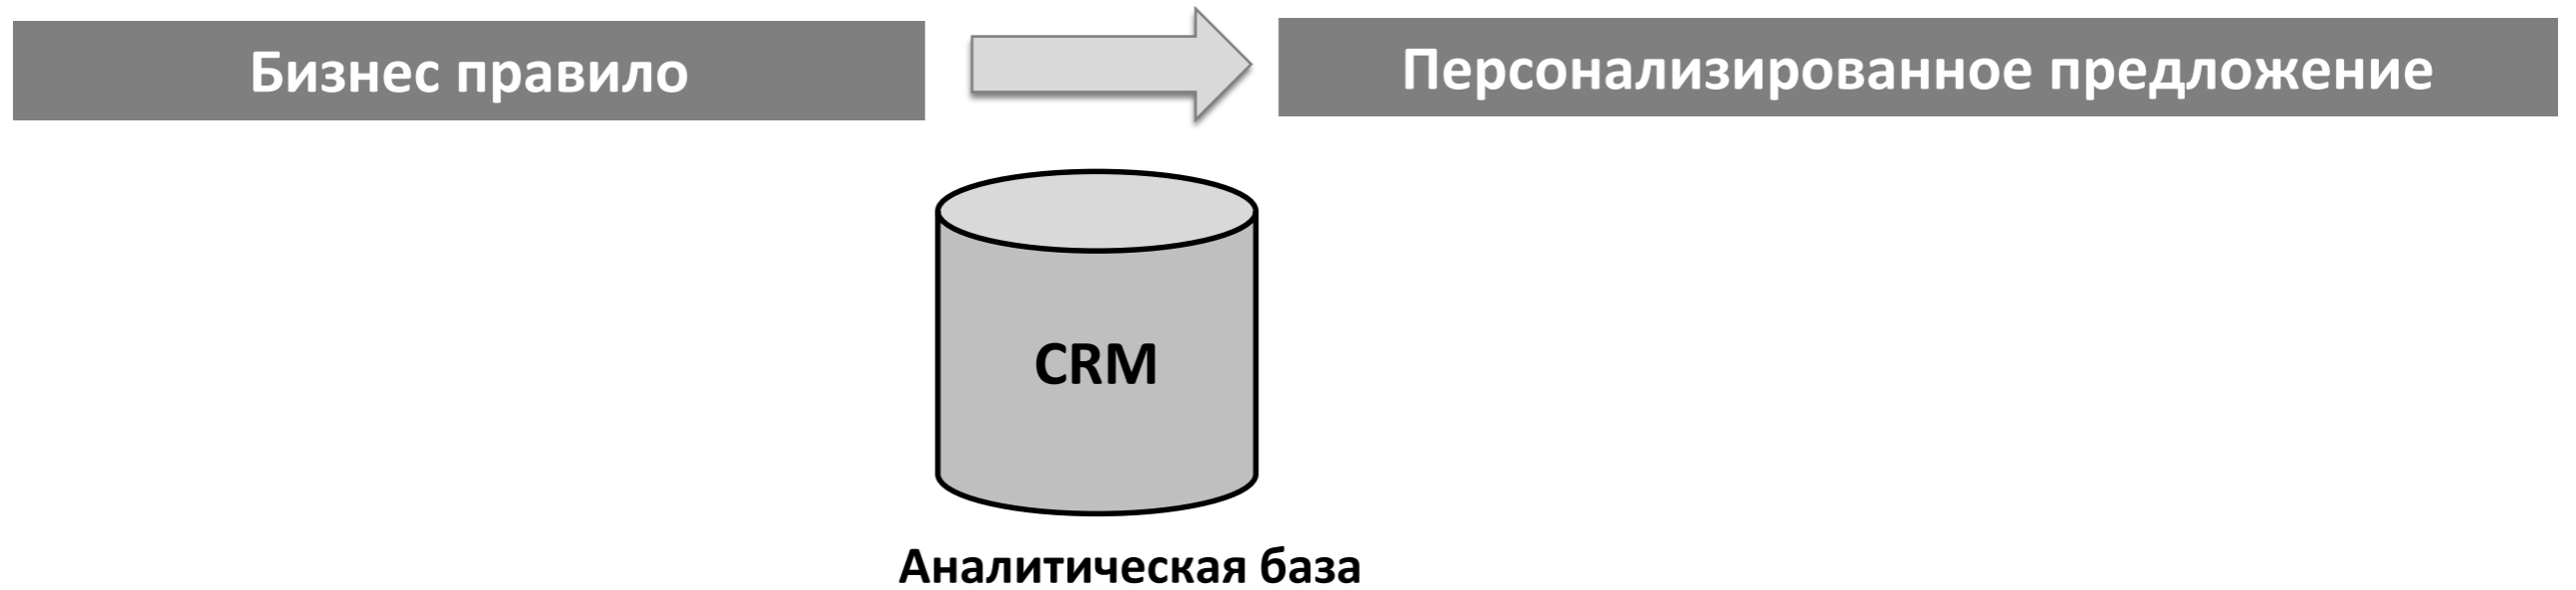 Бизнес правило
Персонализированное предложение
CRM
Аналитическая база